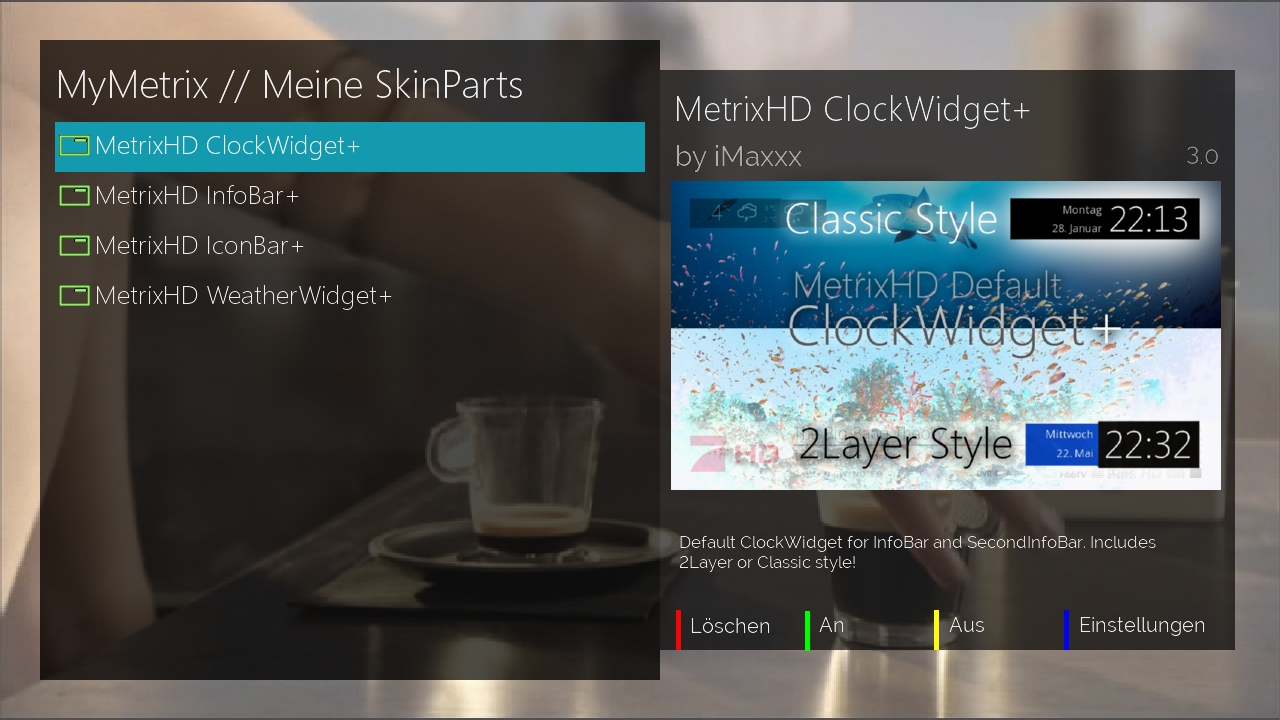 MyMetrix // Meine SkinParts
MetrixHD ClockWidget+
MetrixHD InfoBar+
MetrixHD IconBar+
MetrixHD WeatherWidget+
MetrixHD ClockWidget+
by iMaxxx
3.0
4°
Classic Style
Montag
28. Januar
22:13
MetrixHD Default
ClockWidget+
2Layer Style
Mittwoch
22. Mai
22:32
7 HD
Default ClockWidget for InfoBar and SecondInfoBar. Includes
2Layer or Classic style!
Löschen
An
Aus
Einstellungen